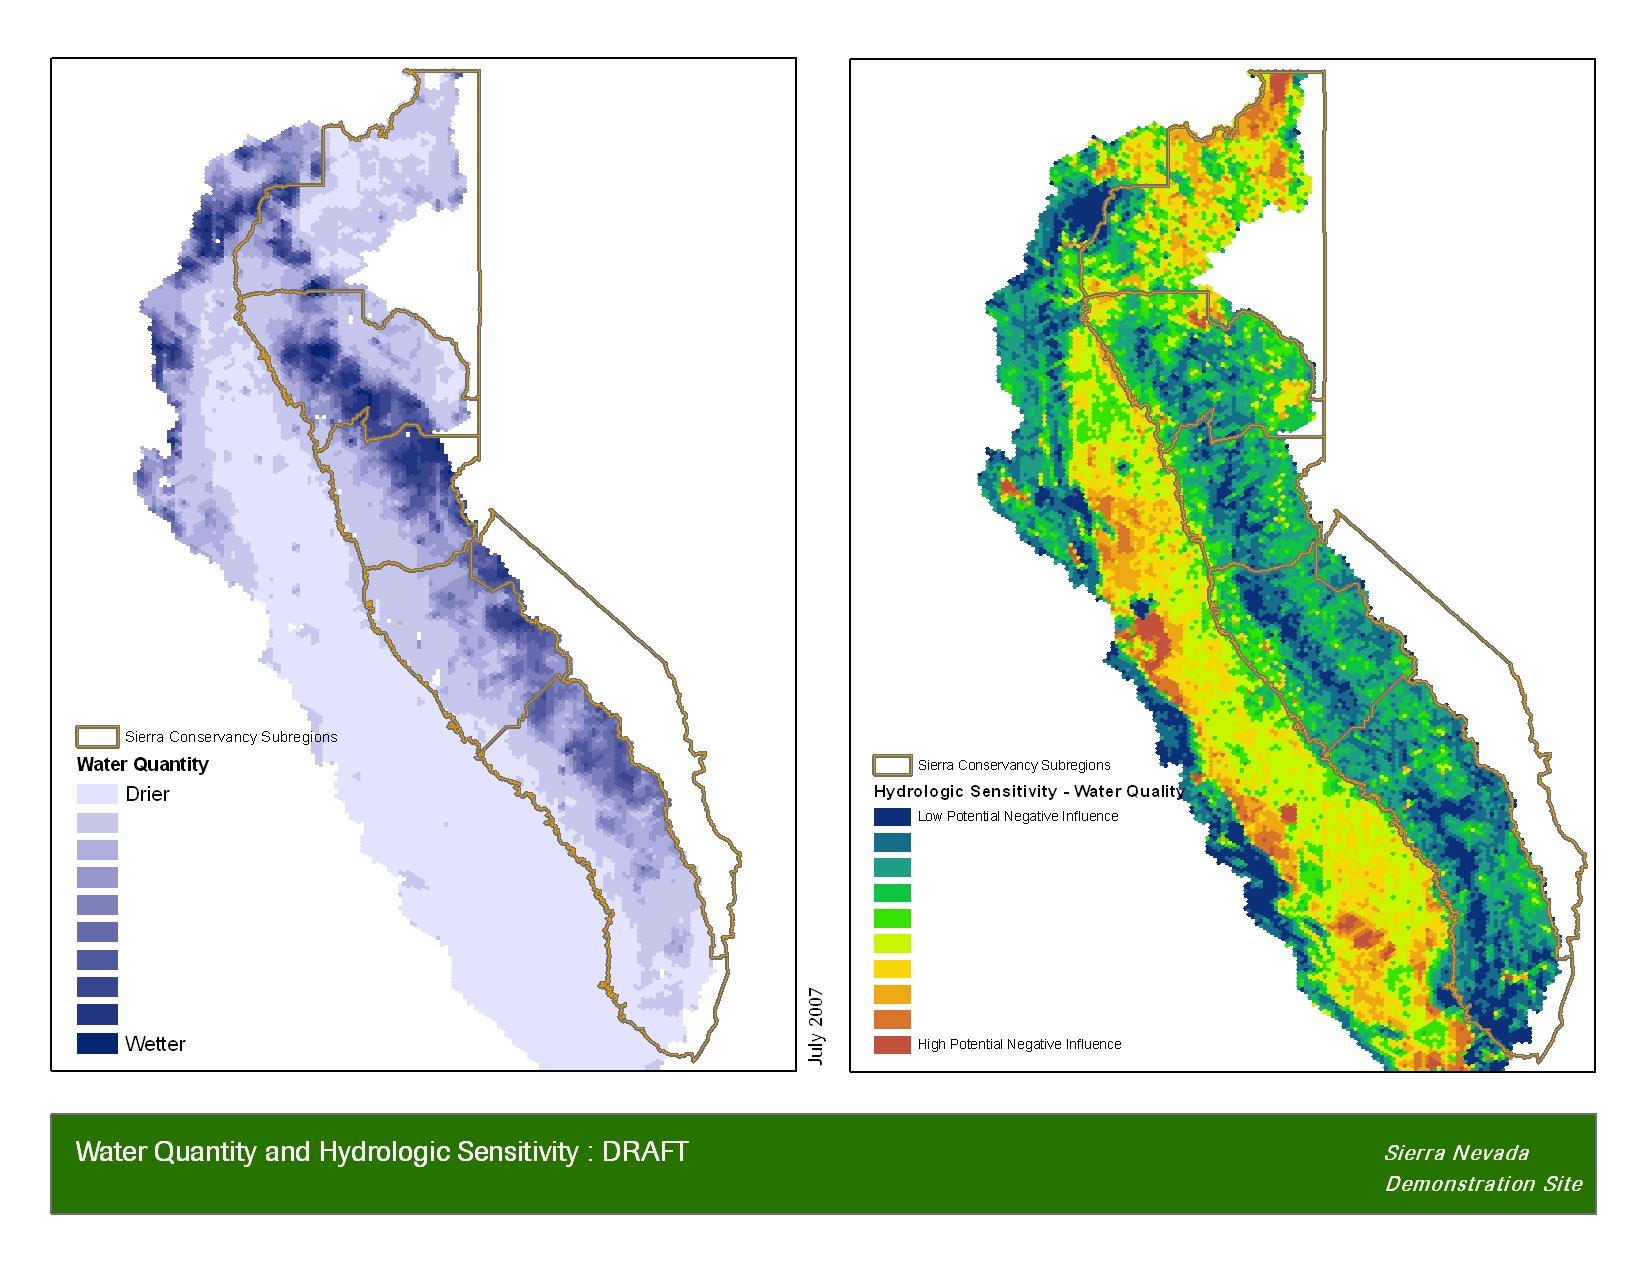 Sierra Conservancy Subregions
Water Quantity
Drier
Wetter
July 2007
Sierra Conservancy Subregions
Hydrologic Sensitivity - Water Quality
Low Potential Negative Influence
High Potential Negative Influence
Water Quantity and Hydrologic Sensitivity : DRAFT
Sierra Nevada
Demonstration Site